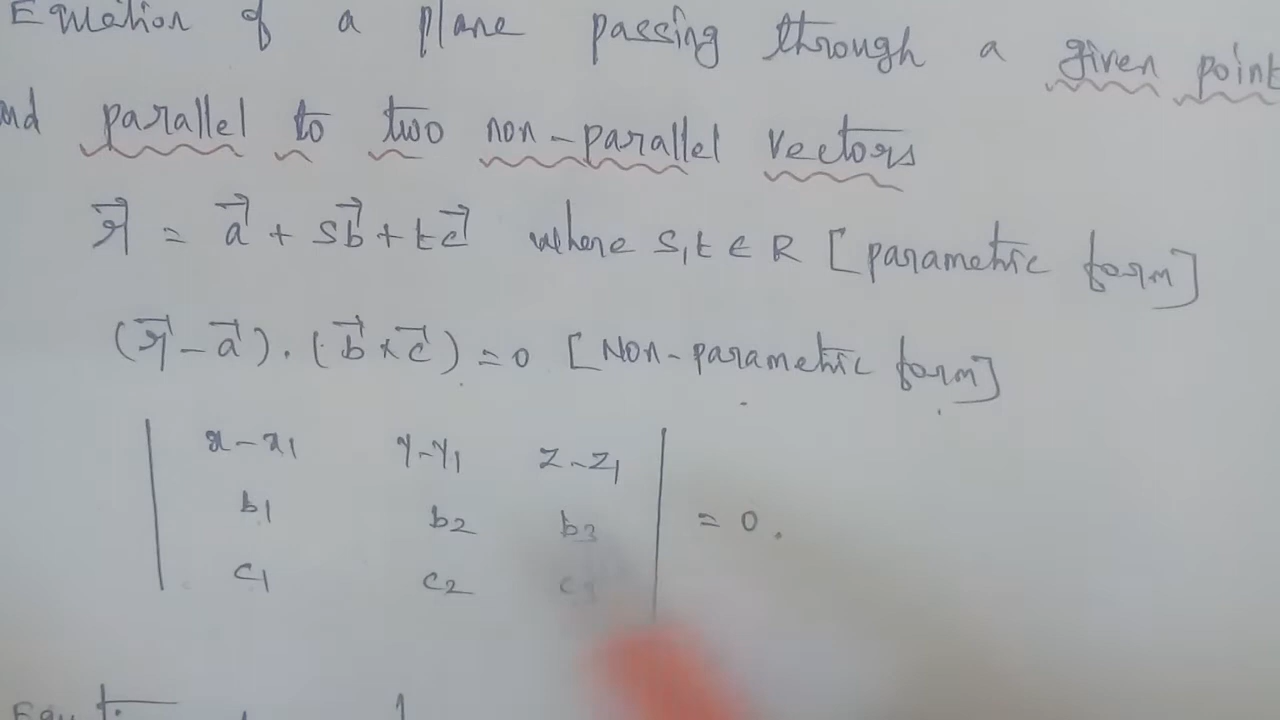 Equation of a plane passing through a given point
and parallel to two non-parallel vectors
r⃗ = a⃗ + sb⃗ + tc⃗ where s,t ∈ R [parametric form]
(r⃗ - a⃗) . (b⃗ × c⃗) = 0 [Non-parametric form]
| x-x1 y-y1 z-z1 |
| b1 b2 b3 | = 0.
| c1 c2 c3 |